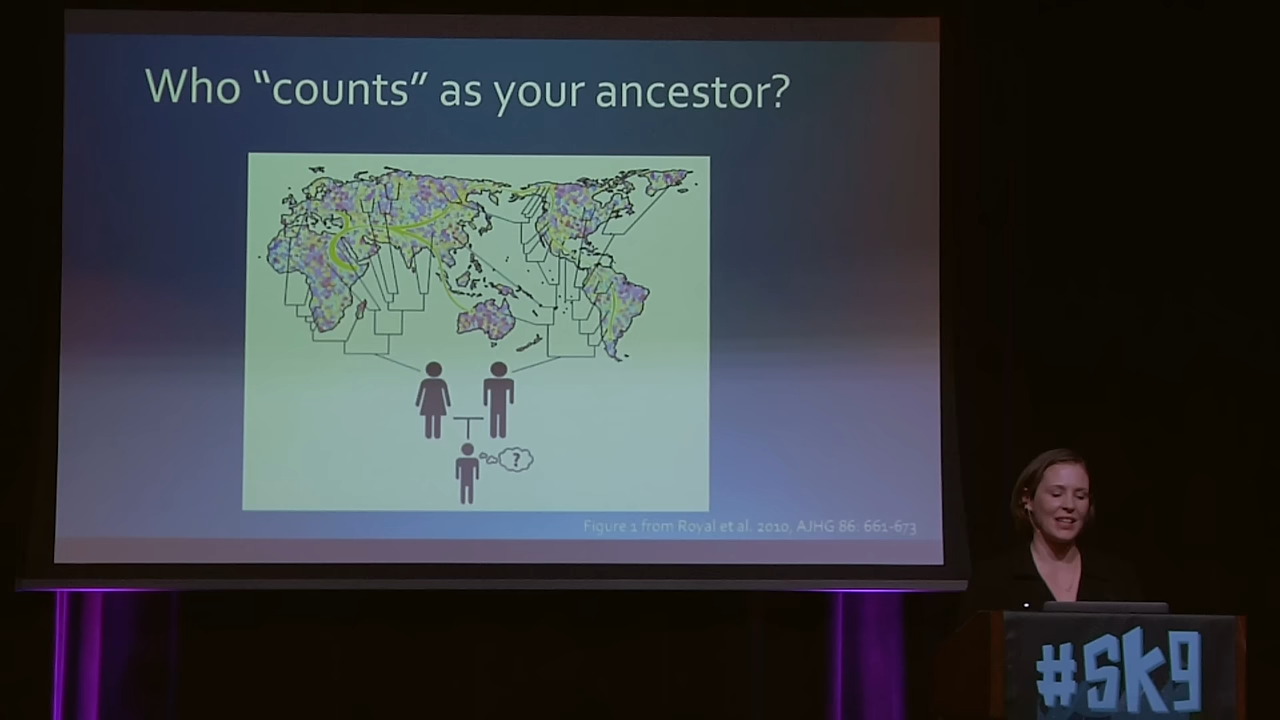 Who “counts” as your ancestor?
?
Figure 1 from Royal et al. 2010, AJHG 86: 661-673
#SK9